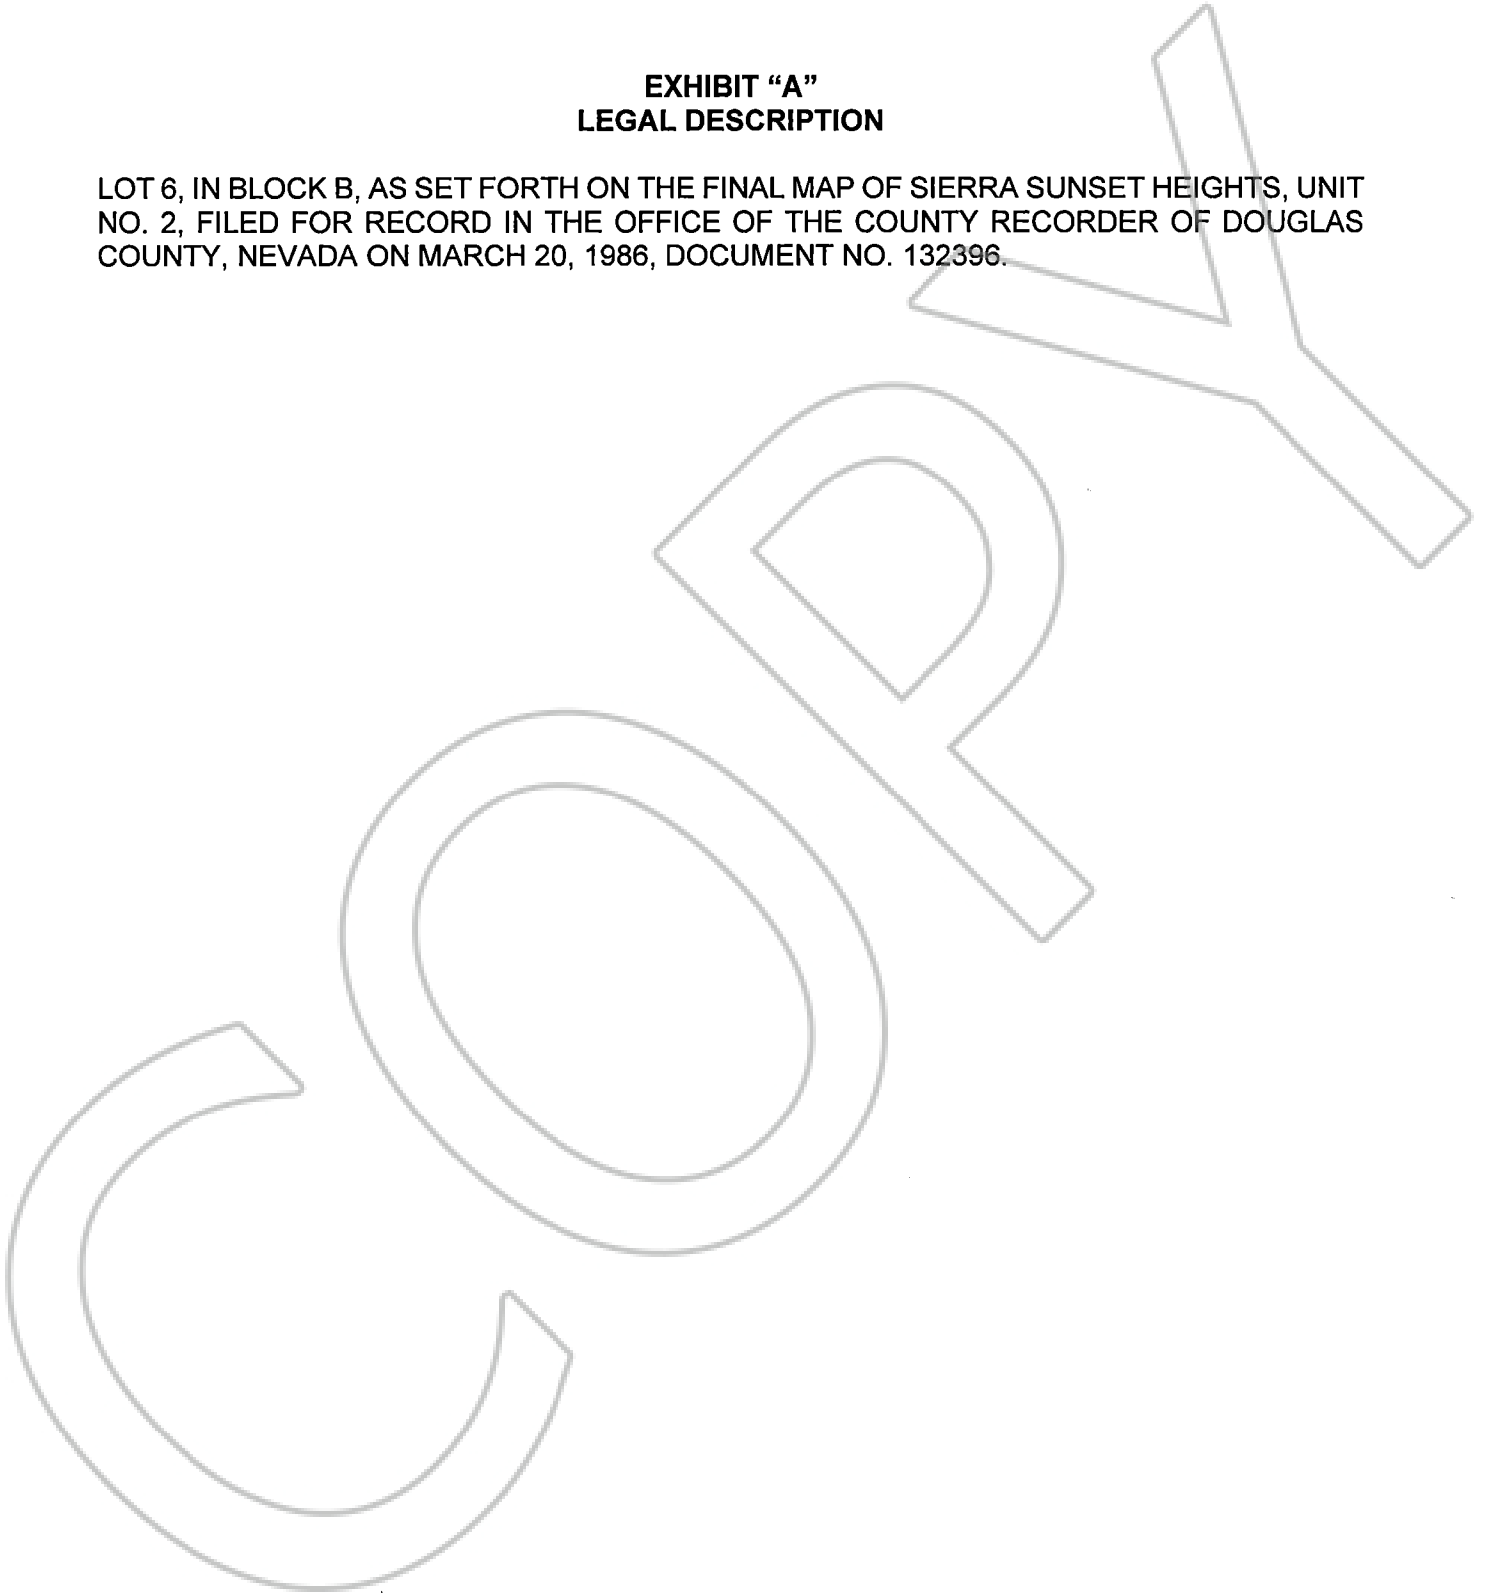 EXHIBIT “A”
LEGAL DESCRIPTION
LOT 6, IN BLOCK B, AS SET FORTH ON THE FINAL MAP OF SIERRA SUNSET HEIGHTS, UNIT
NO. 2, FILED FOR RECORD IN THE OFFICE OF THE COUNTY RECORDER OF DOUGLAS
COUNTY, NEVADA ON MARCH 20, 1986, DOCUMENT NO. 132396.
COPY